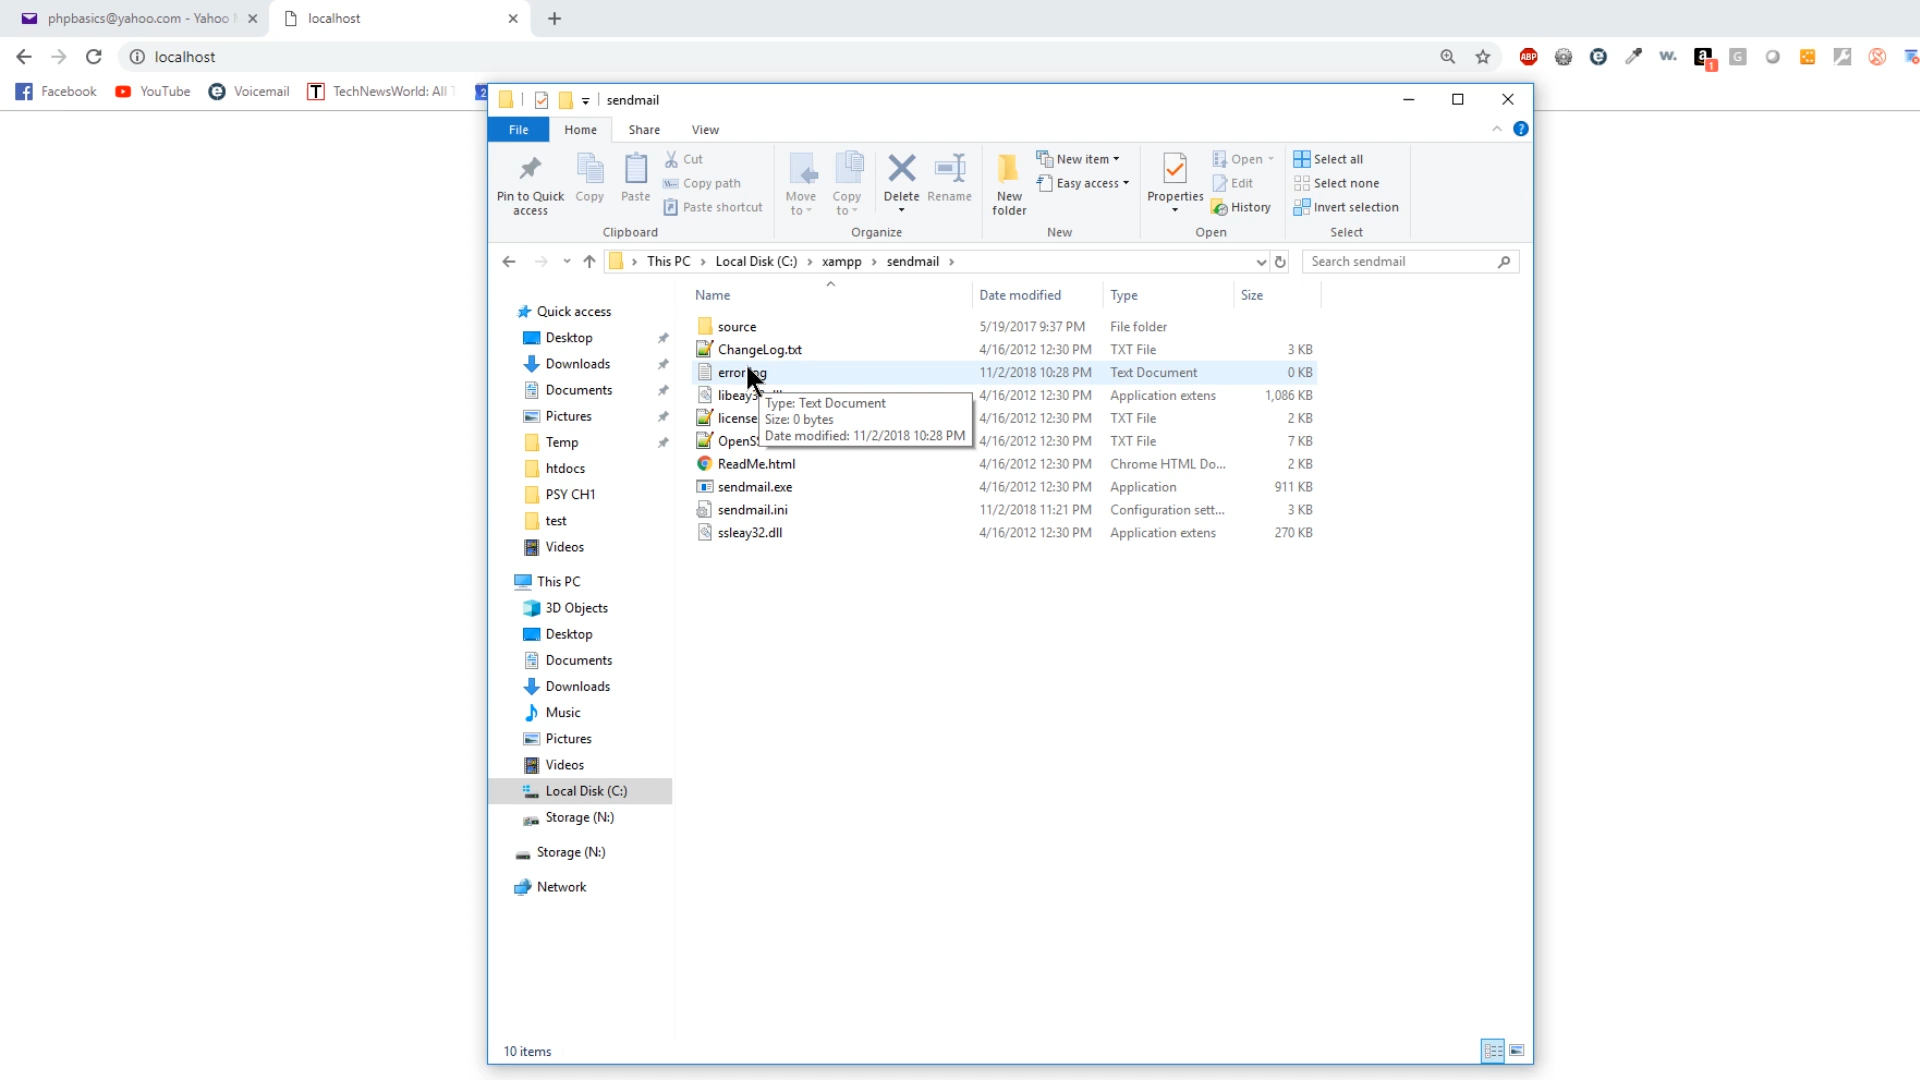 phpbasics@yahoo.com - Yahoo
localhost
localhost
Facebook YouTube Voicemail TechNewsWorld: All
sendmail
File Home Share View
Pin to Quick access
Copy
Paste
Cut
Copy path
Paste shortcut
Clipboard
Move to
Copy to
Delete
Rename
Organize
New folder
New item
Easy access
New
Properties
Open
Edit
History
Open
Select all
Select none
Invert selection
Select
This PC > Local Disk (C:) > xampp > sendmail >
Search sendmail
Name Date modified Type Size
source 5/19/2017 9:37 PM File folder
ChangeLog.txt 4/16/2012 12:30 PM TXT File 3 KB
error 11/2/2018 10:28 PM Text Document 0 KB
4/16/2012 12:30 PM Application extens 1,086 KB
license 4/16/2012 12:30 PM TXT File 2 KB
OpenS 4/16/2012 12:30 PM TXT File 7 KB
ReadMe.html 4/16/2012 12:30 PM Chrome HTML Do... 2 KB
sendmail.exe 4/16/2012 12:30 PM Application 911 KB
sendmail.ini 11/2/2018 11:21 PM Configuration sett... 3 KB
ssleay32.dll 4/16/2012 12:30 PM Application extens 270 KB
Type: Text Document
Size: 0 bytes
Date modified: 11/2/2018 10:28 PM
Quick access
Desktop
Downloads
Documents
Pictures
Temp
htdocs
PSY CH1
test
Videos
This PC
3D Objects
Desktop
Documents
Downloads
Music
Pictures
Videos
Local Disk (C:)
Storage (N:)
Storage (N:)
Network
10 items